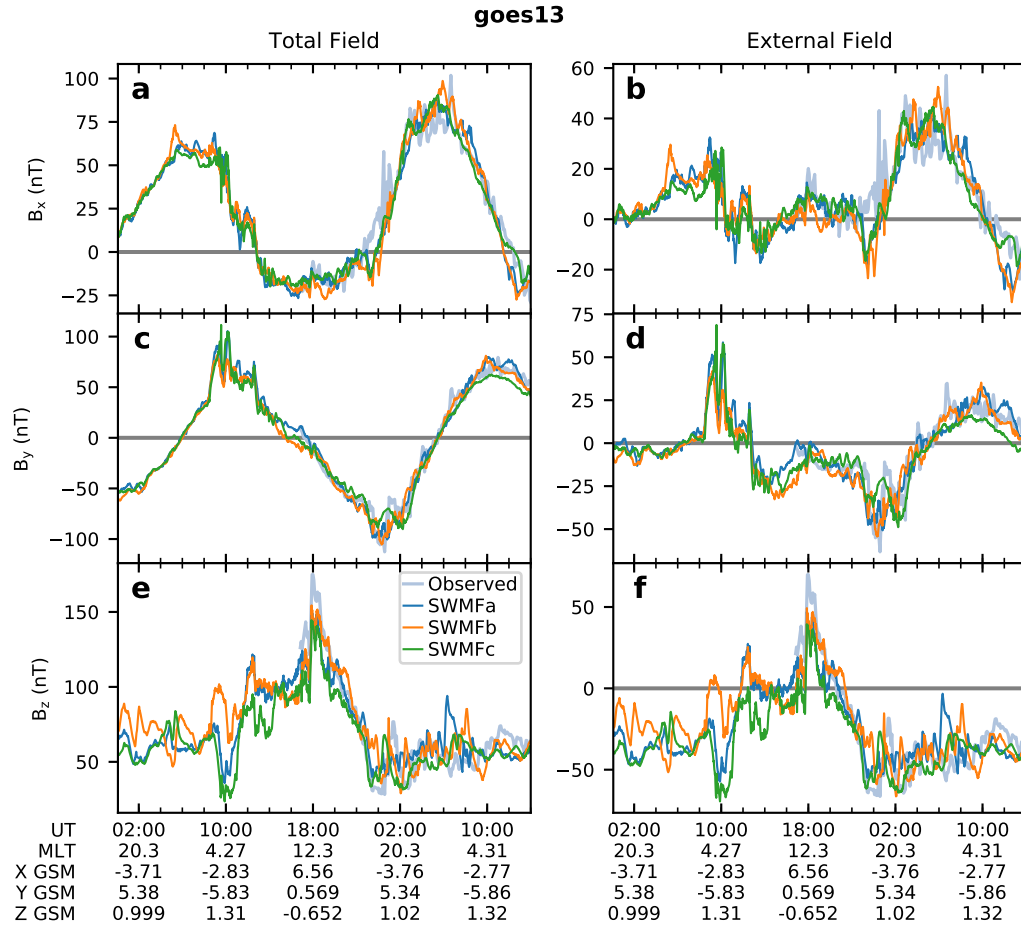 goes13
Total Field
External Field
a
b
B_x (nT)
100
75
50
25
0
−25
60
40
20
0
−20
c
d
B_y (nT)
100
50
0
−50
−100
75
50
25
0
−25
−50
e
f
B_z (nT)
150
100
50
50
0
−50
Observed
SWMFa
SWMFb
SWMFc
UT 02:00 10:00 18:00 02:00 10:00 02:00 10:00 18:00 02:00 10:00
MLT 20.3 4.27 12.3 20.3 4.31 20.3 4.27 12.3 20.3 4.31
X GSM -3.71 -2.83 6.56 -3.76 -2.77 -3.71 -2.83 6.56 -3.76 -2.77
Y GSM 5.38 -5.83 0.569 5.34 -5.86 5.38 -5.83 0.569 5.34 -5.86
Z GSM 0.999 1.31 -0.652 1.02 1.32 0.999 1.31 -0.652 1.02 1.32